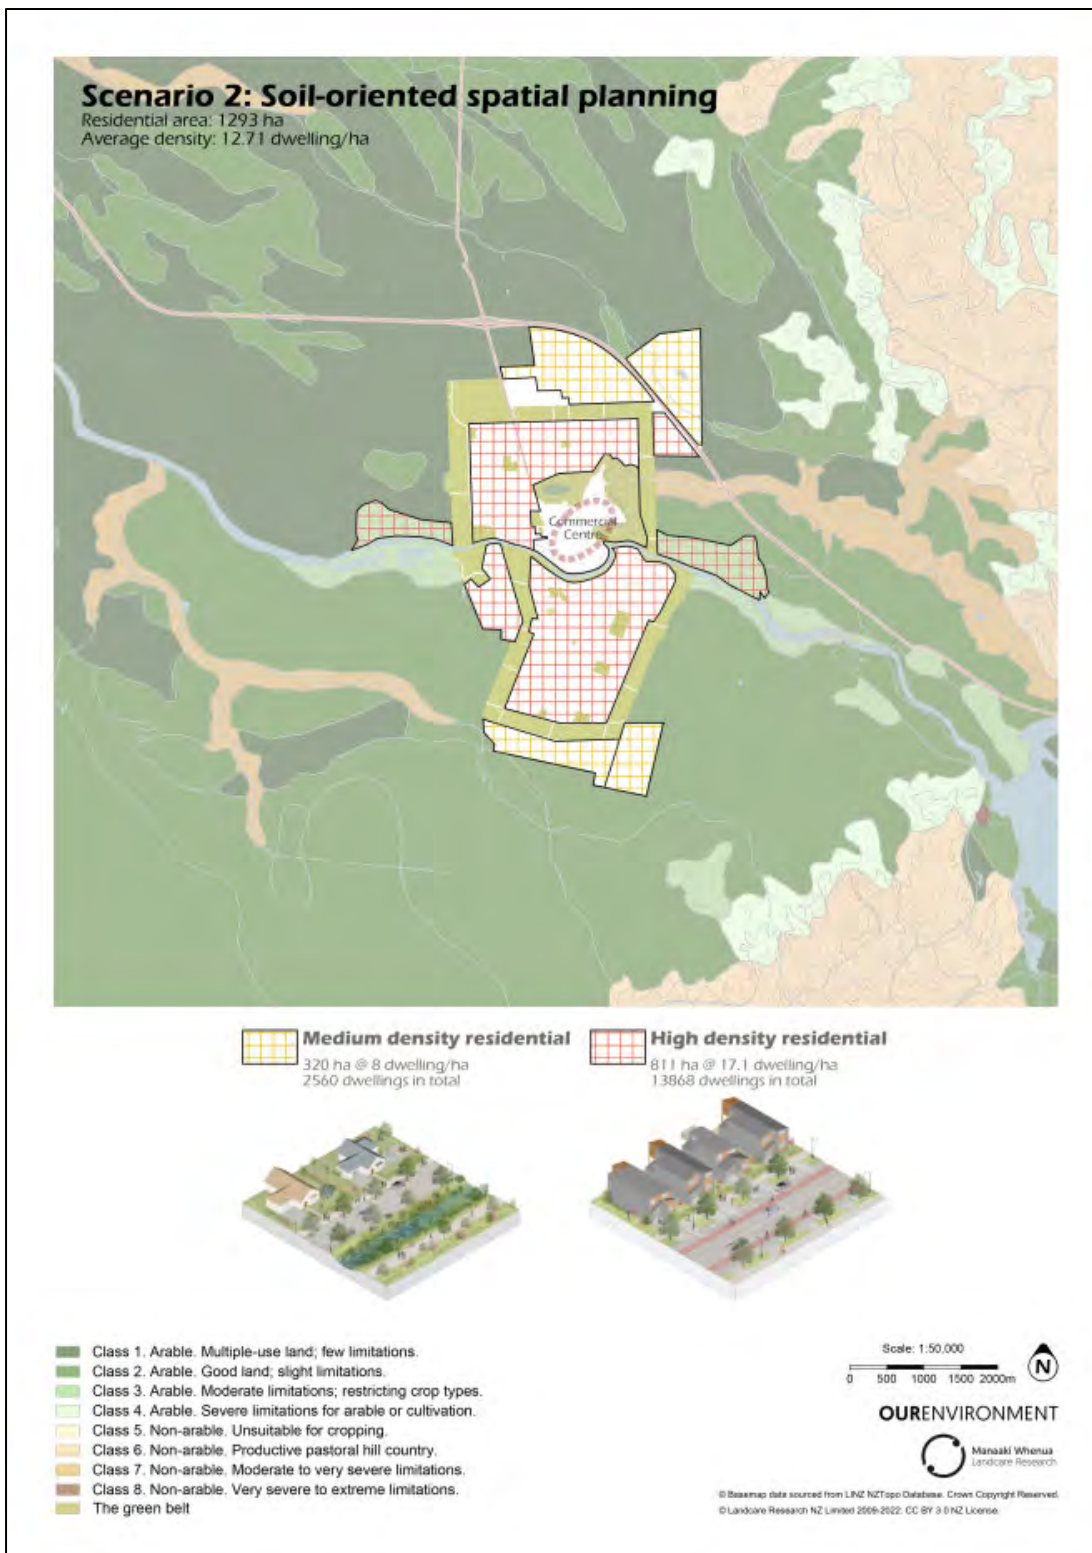 Scenario 2: Soil-oriented spatial planning
Residential area: 1293 ha
Average density: 12.71 dwelling/ha
Commercial
Centre
Medium density residential
320 ha @ 8 dwelling/ha
2560 dwellings in total
High density residential
811 ha @ 17.1 dwelling/ha
13868 dwellings in total
Class 1. Arable. Multiple-use land; few limitations.
Class 2. Arable. Good land; slight limitations.
Class 3. Arable. Moderate limitations; restricting crop types.
Class 4. Arable. Severe limitations for arable or cultivation.
Class 5. Non-arable. Unsuitable for cropping.
Class 6. Non-arable. Productive pastoral hill country.
Class 7. Non-arable. Moderate to very severe limitations.
Class 8. Non-arable. Very severe to extreme limitations.
The green belt
Scale: 1:50,000
0 500 1000 1500 2000m
N
OURENVIRONMENT
Manaaki Whenua
Landcare Research
© Basemap data sourced from LINZ NZTopo Database. Crown Copyright Reserved.
© Landcare Research NZ Limited 2009-2022. CC BY 3.0 NZ License.